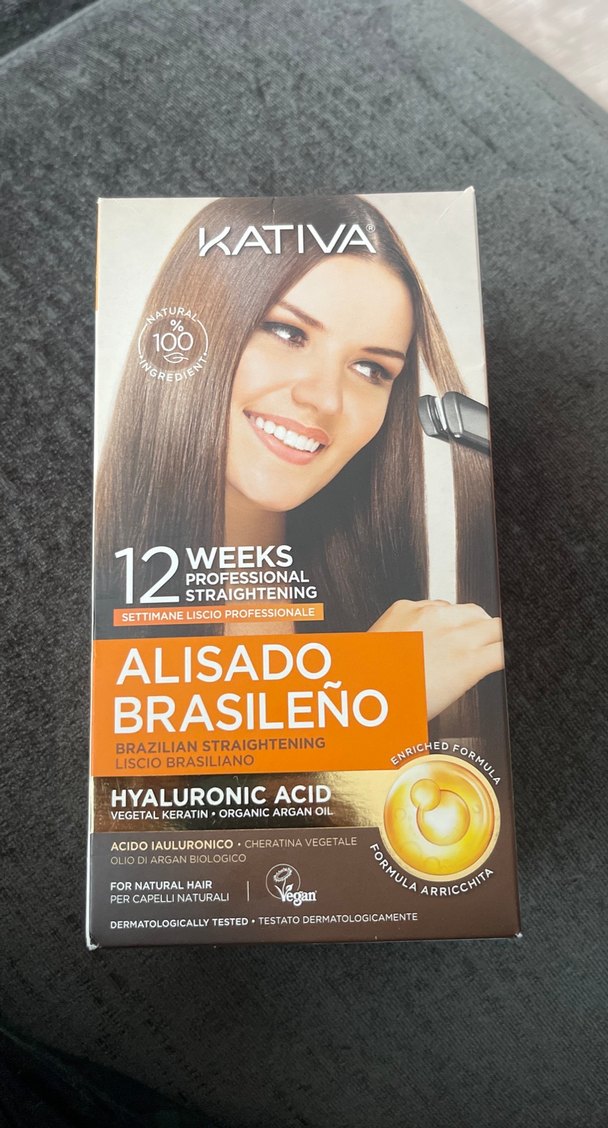 KATIVA®
NATURAL
%
100
INGREDIENT
12 WEEKS
PROFESSIONAL
STRAIGHTENING
SETTIMANE LISCIO PROFESSIONALE
ALISADO
BRASILEÑO
BRAZILIAN STRAIGHTENING
LISCIO BRASILIANO
ENRICHED FORMULA
HYALURONIC ACID
VEGETAL KERATIN • ORGANIC ARGAN OIL
ACIDO IAULURONICO • CHERATINA VEGETALE
OLIO DI ARGAN BIOLOGICO
FORMULA ARRICCHITA
FOR NATURAL HAIR
PER CAPELLI NATURALI
Vegan
DERMATOLOGICALLY TESTED • TESTATO DERMATOLOGICAMENTE